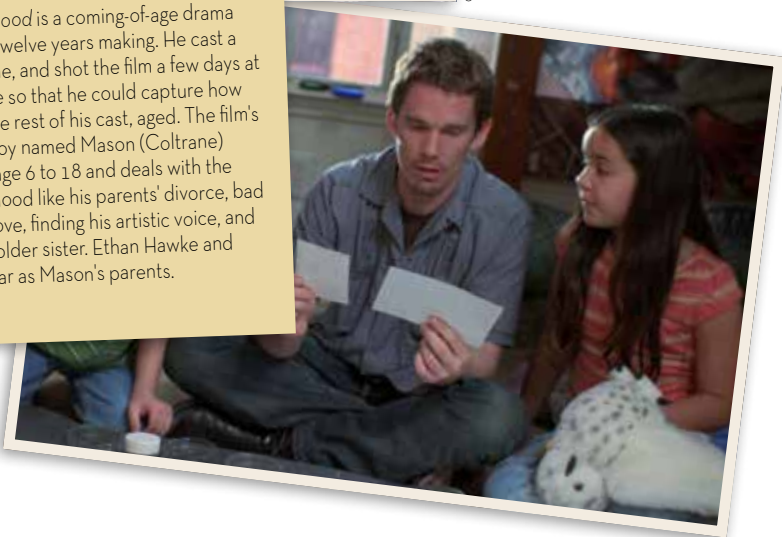 ood is a coming-of-age drama
welve years making. He cast a
e, and shot the film a few days at
e so that he could capture how
e rest of his cast, aged. The film's
oy named Mason (Coltrane)
ge 6 to 18 and deals with the
ood like his parents' divorce, bad
ove, finding his artistic voice, and
older sister. Ethan Hawke and
ar as Mason's parents.